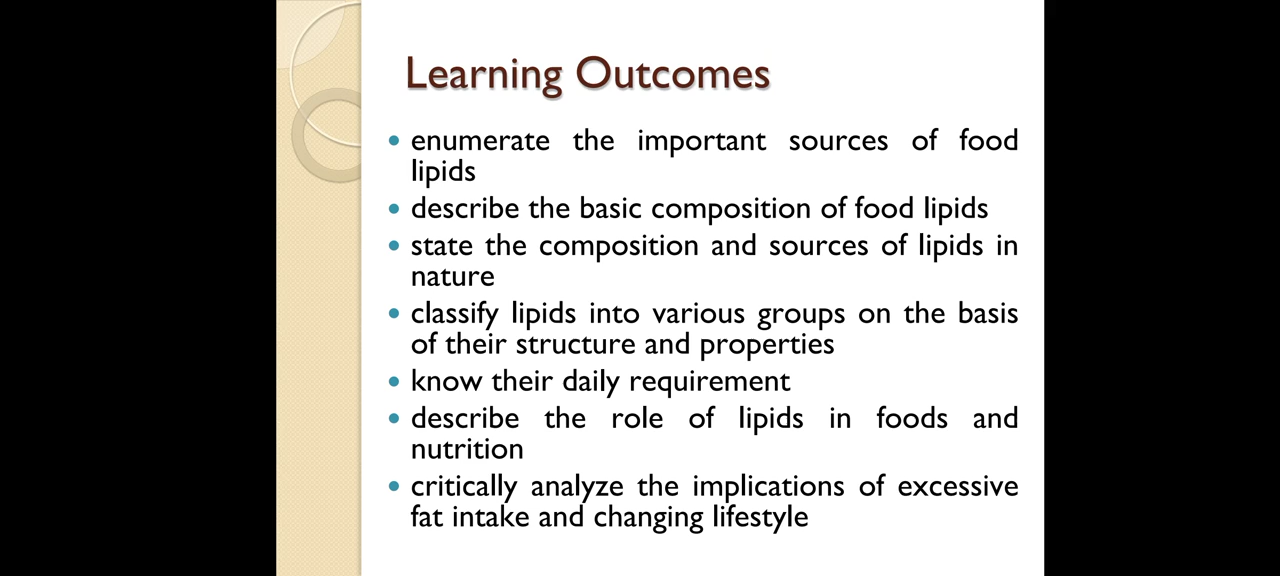 Learning Outcomes
• enumerate the important sources of food
lipids
• describe the basic composition of food lipids
• state the composition and sources of lipids in
nature
• classify lipids into various groups on the basis
of their structure and properties
• know their daily requirement
• describe the role of lipids in foods and
nutrition
• critically analyze the implications of excessive
fat intake and changing lifestyle